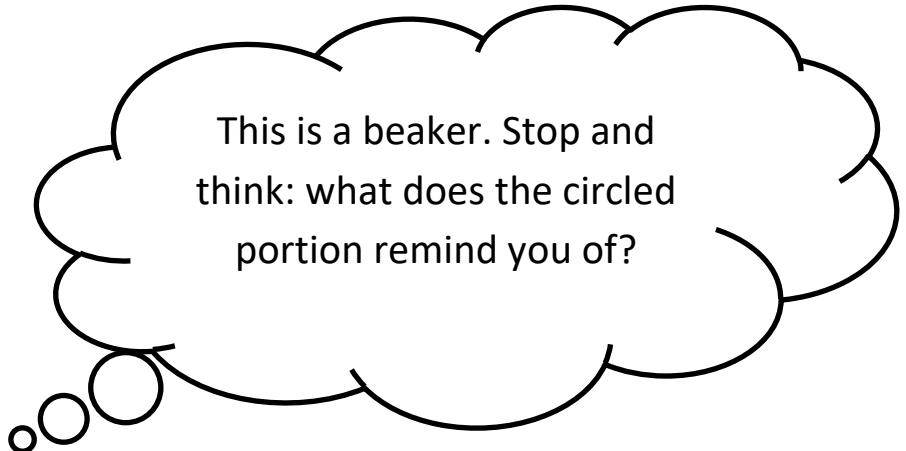 This is a beaker. Stop and
think: what does the circled
portion remind you of?